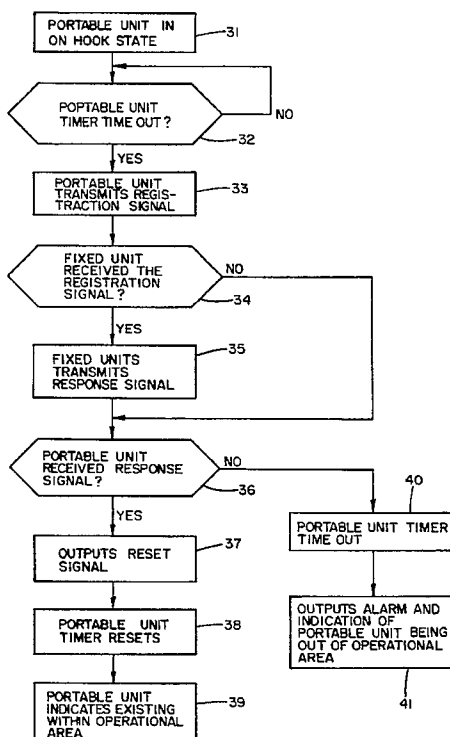 PORTABLE UNIT IN
ON HOOK STATE
31
PORTABLE UNIT
TIMER TIME OUT?
32
NO
YES
PORTABLE UNIT
TRANSMITS REGIS-
TRACTION SIGNAL
33
FIXED UNIT
RECEIVED THE
REGISTRATION
SIGNAL?
34
NO
YES
FIXED UNITS
TRANSMITS
RESPONSE SIGNAL
35
PORTABLE UNIT
RECEIVED RESPONSE
SIGNAL?
36
NO
YES
OUTPUTS RESET
SIGNAL
37
40
PORTABLE UNIT TIMER
TIME OUT
PORTABLE UNIT
TIMER RESETS
38
OUTPUTS ALARM AND
INDICATION OF
PORTABLE UNIT BEING
OUT OF OPERATIONAL
AREA
41
PORTABLE UNIT
INDICATES EXISTING
WITHIN OPERATIONAL
AREA
39